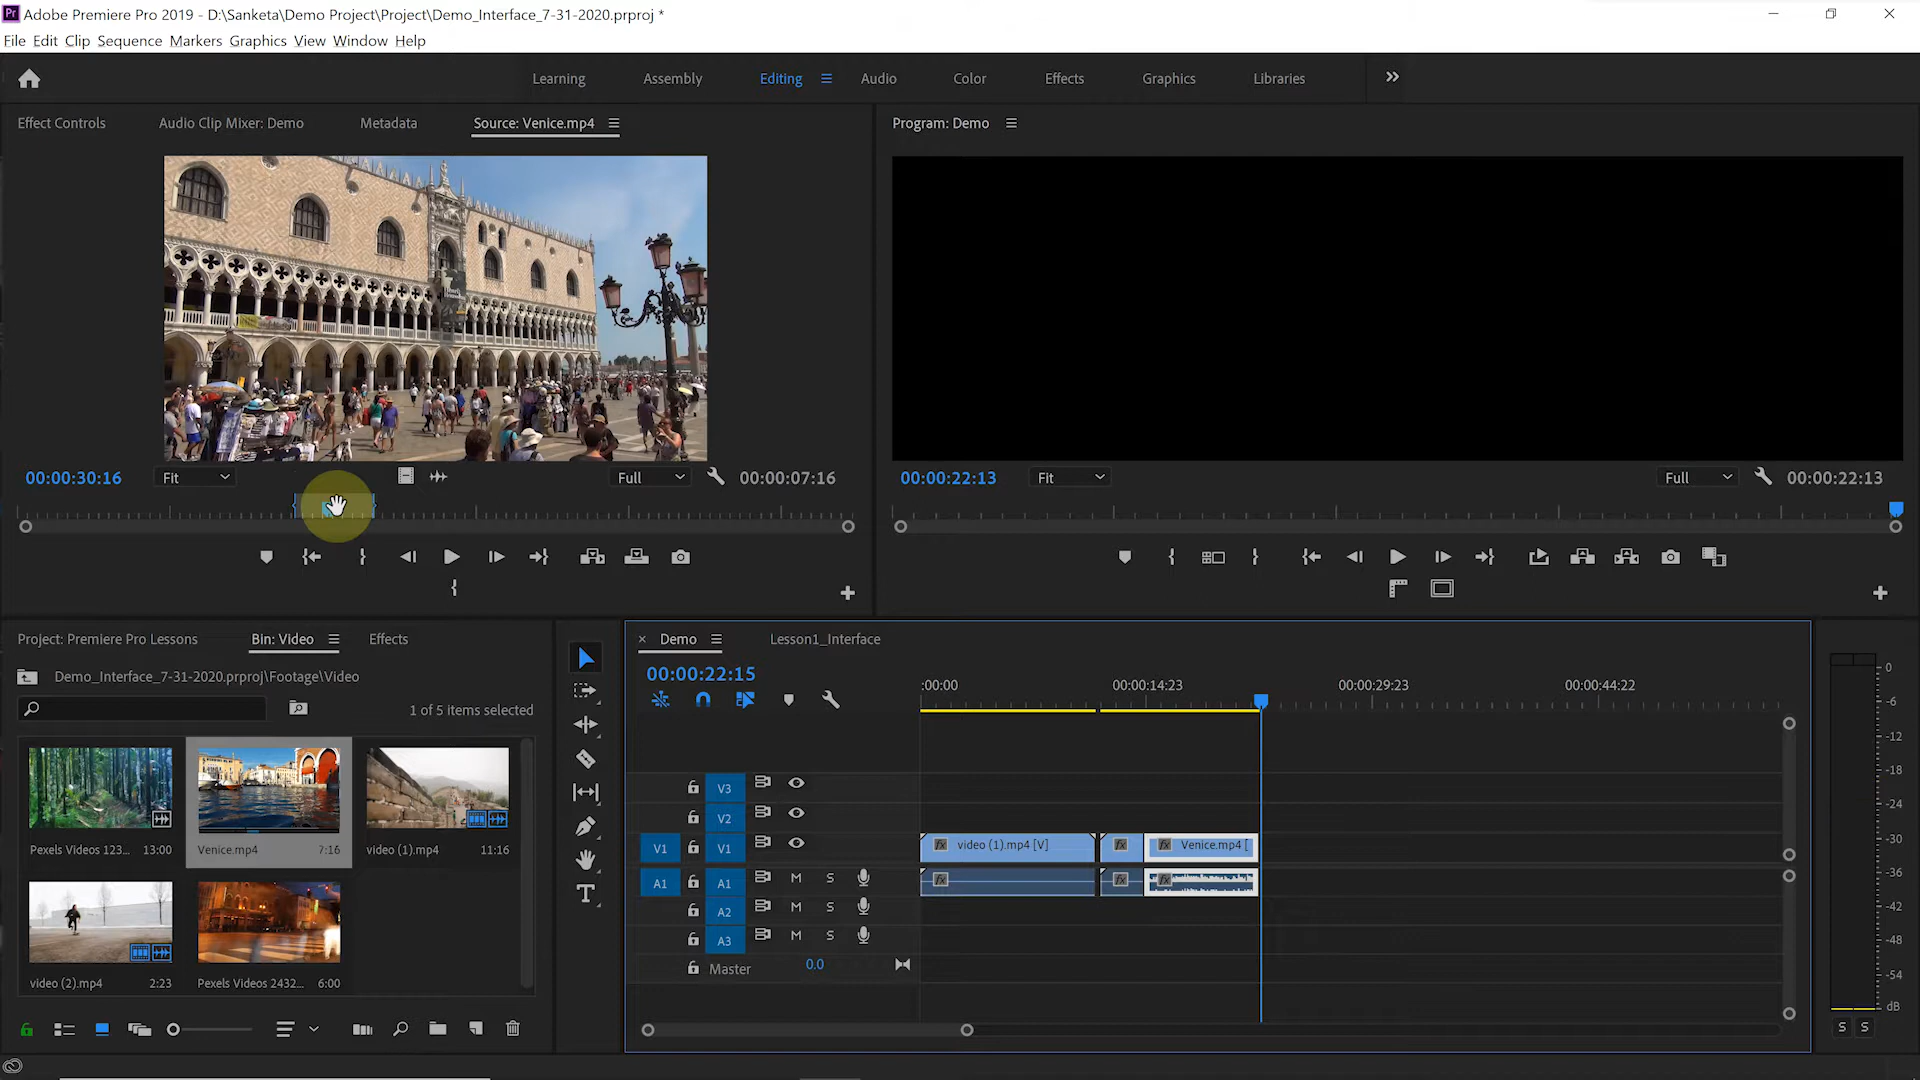 Pr Adobe Premiere Pro 2019 - D:\Sanketa\Demo Project\Project\Demo_Interface_7-31-2020.prproj *
File Edit Clip Sequence Markers Graphics View Window Help
Learning Assembly Editing Audio Color Effects Graphics Libraries
Effect Controls Audio Clip Mixer: Demo Metadata Source: Venice.mp4
Program: Demo
00:00:30:16 Fit Full 00:00:07:16
00:00:22:13 Fit Full 00:00:22:13
Project: Premiere Pro Lessons Bin: Video Effects
Demo_Interface_7-31-2020.prproj\Footage\Video
1 of 5 items selected
Pexels Videos 123... 13:00
Venice.mp4 7:16
video (1).mp4 11:16
video (2).mp4 2:23
Pexels Videos 2432... 6:00
Demo Lesson1_Interface
00:00:22:15
:00:00 00:00:14:23 00:00:29:23 00:00:44:22
V3
V2
V1 V1
fx video (1).mp4 [V] fx fx Venice.mp4 [
A1 A1 M S
fx fx fx
A2 M S
A3 M S
Master 0.0
0
-6
-12
-18
-24
-30
-36
-42
-48
-54
dB
S S